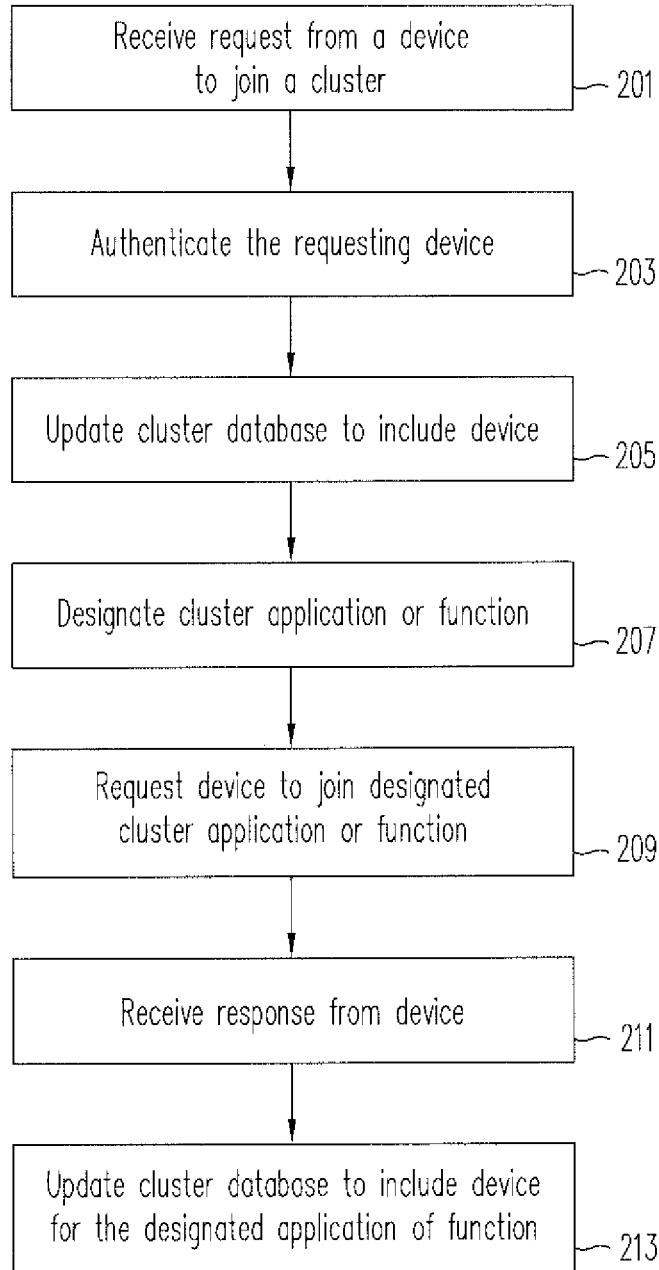 Receive request from a device
to join a cluster
201
Authenticate the requesting device
203
Update cluster database to include device
205
Designate cluster application or function
207
Request device to join designated
cluster application or function
209
Receive response from device
211
Update cluster database to include device
for the designated application of function
213